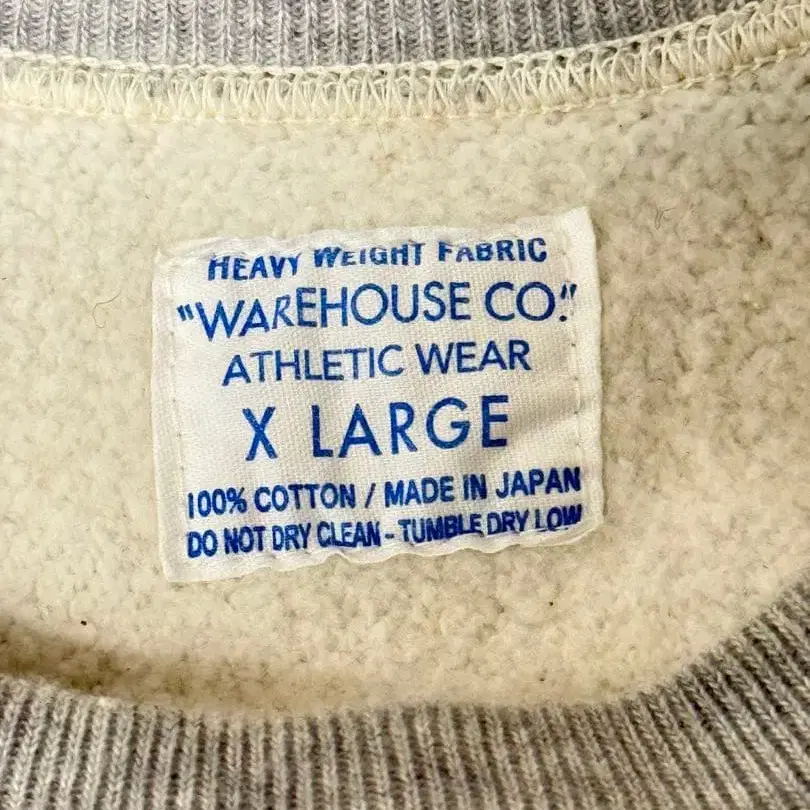 HEAVY WEIGHT FABRIC
"WAREHOUSE CO."
ATHLETIC WEAR
X LARGE
100% COTTON / MADE IN JAPAN
DO NOT DRY CLEAN - TUMBLE DRY LOW